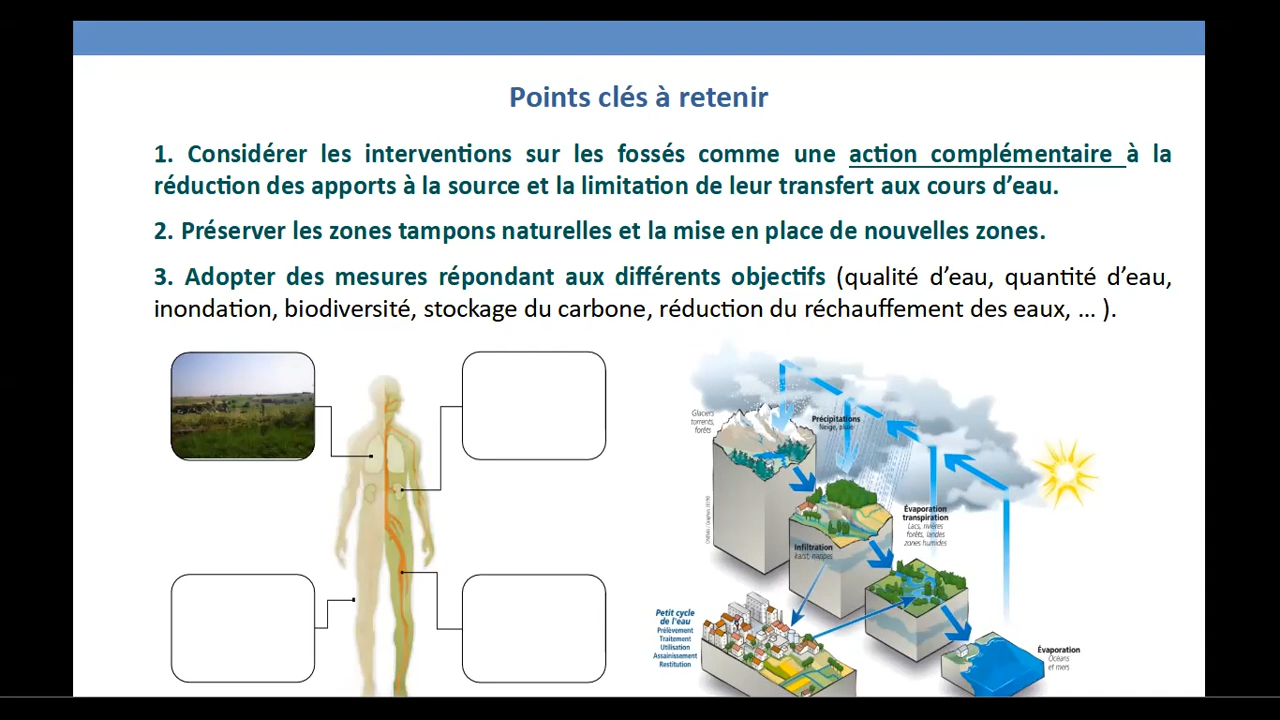 Points clés à retenir
1. Considérer les interventions sur les fossés comme une action complémentaire à la
réduction des apports à la source et la limitation de leur transfert aux cours d’eau.
2. Préserver les zones tampons naturelles et la mise en place de nouvelles zones.
3. Adopter des mesures répondant aux différents objectifs (qualité d’eau, quantité d’eau,
inondation, biodiversité, stockage du carbone, réduction du réchauffement des eaux, … ).
Glaciers
torrents,
forêts
Précipitations
Neige, pluie
Évaporation
transpiration
Lacs, rivières
forêts, landes
zones humides
Infiltration
karst, nappes
Petit cycle
de l'eau
Prélèvement
Traitement
Utilisation
Assainissement
Restitution
Évaporation
Océans
et mers